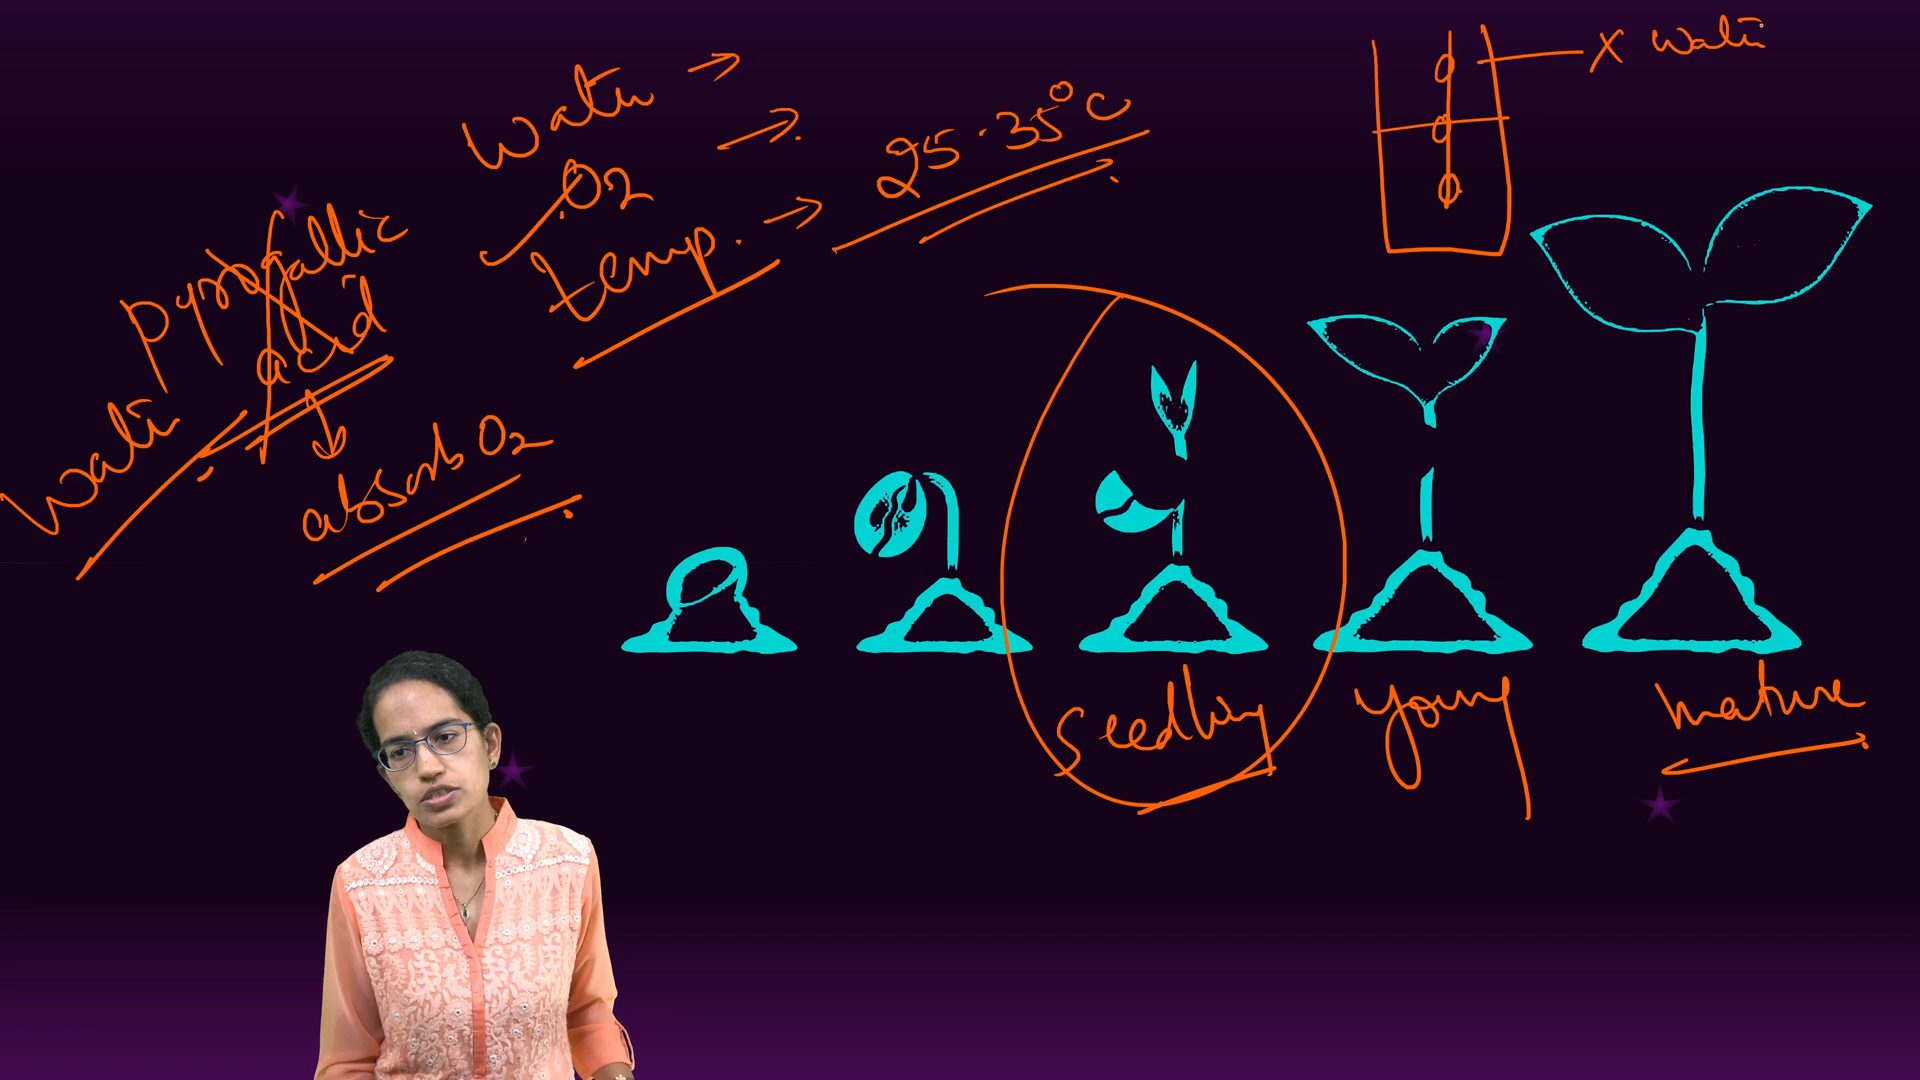 Water →
O2 →
temp. → 25-35°C
x water
pyrogallic
acid
water
absorb O2
Seedling
young
mature